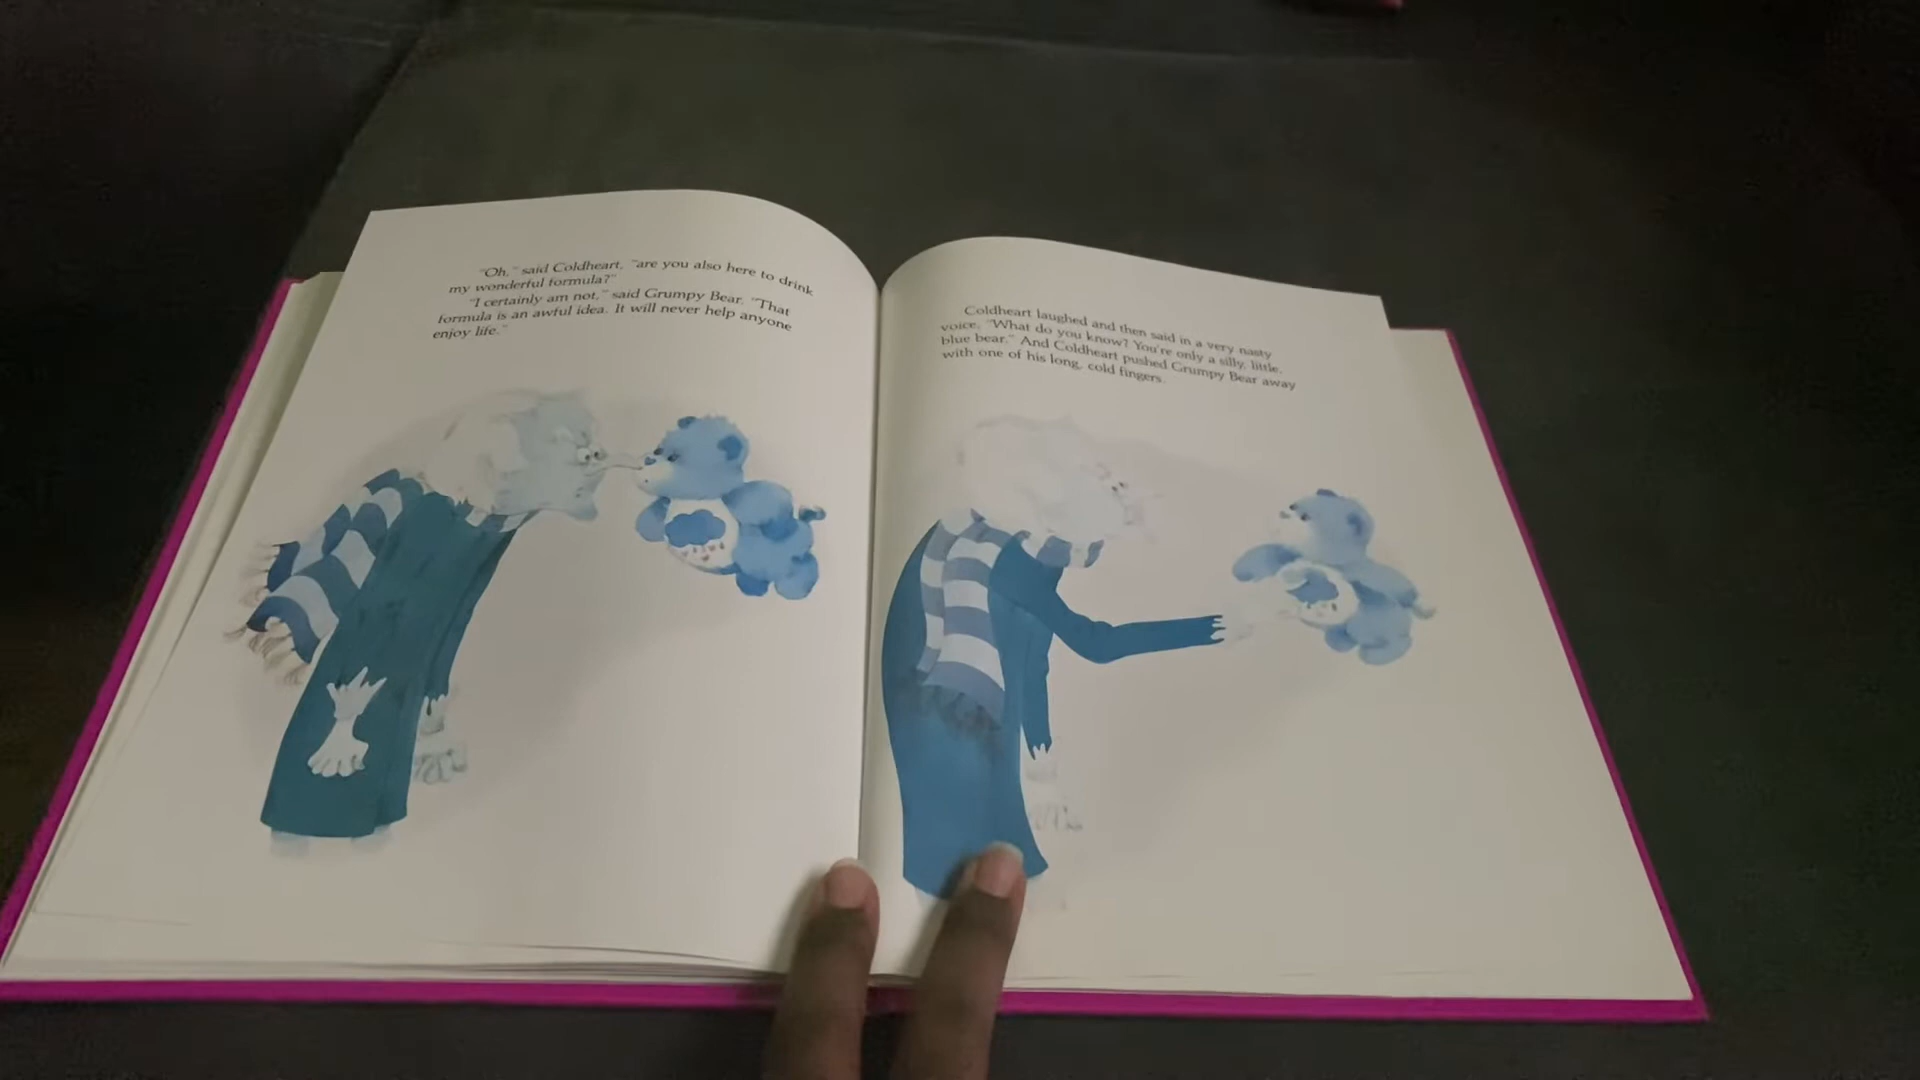 "Oh," said Coldheart, "are you also here to drink
my wonderful formula?"
"I certainly am not," said Grumpy Bear. "That
formula is an awful idea. It will never help anyone
enjoy life."
Coldheart laughed and then said in a very nasty
voice, "What do you know? You're only a silly, little,
blue bear." And Coldheart pushed Grumpy Bear away
with one of his long, cold fingers.